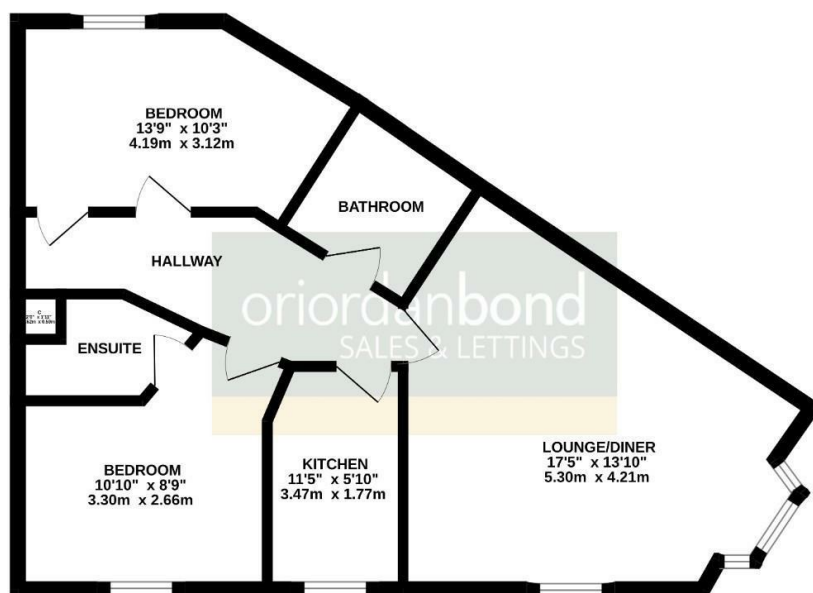 BEDROOM
13'9" x 10'3"
4.19m x 3.12m
BATHROOM
HALLWAY
oriordanbond
SALES & LETTINGS
C
ENSUITE
BEDROOM
10'10" x 8'9"
3.30m x 2.66m
KITCHEN
11'5" x 5'10"
3.47m x 1.77m
LOUNGE/DINER
17'5" x 13'10"
5.30m x 4.21m